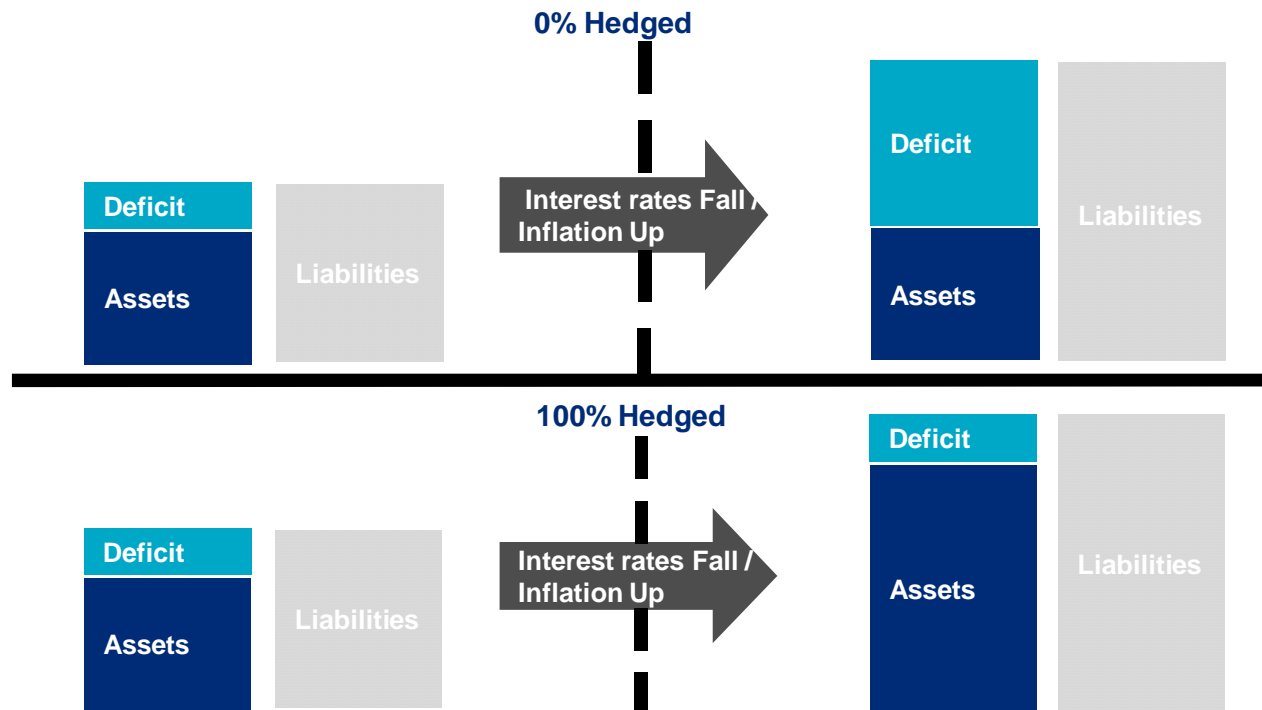 0% Hedged
Deficit
Assets
Liabilities
Interest rates Fall /
Inflation Up
Deficit
Assets
Liabilities
100% Hedged
Deficit
Assets
Liabilities
Interest rates Fall /
Inflation Up
Deficit
Assets
Liabilities